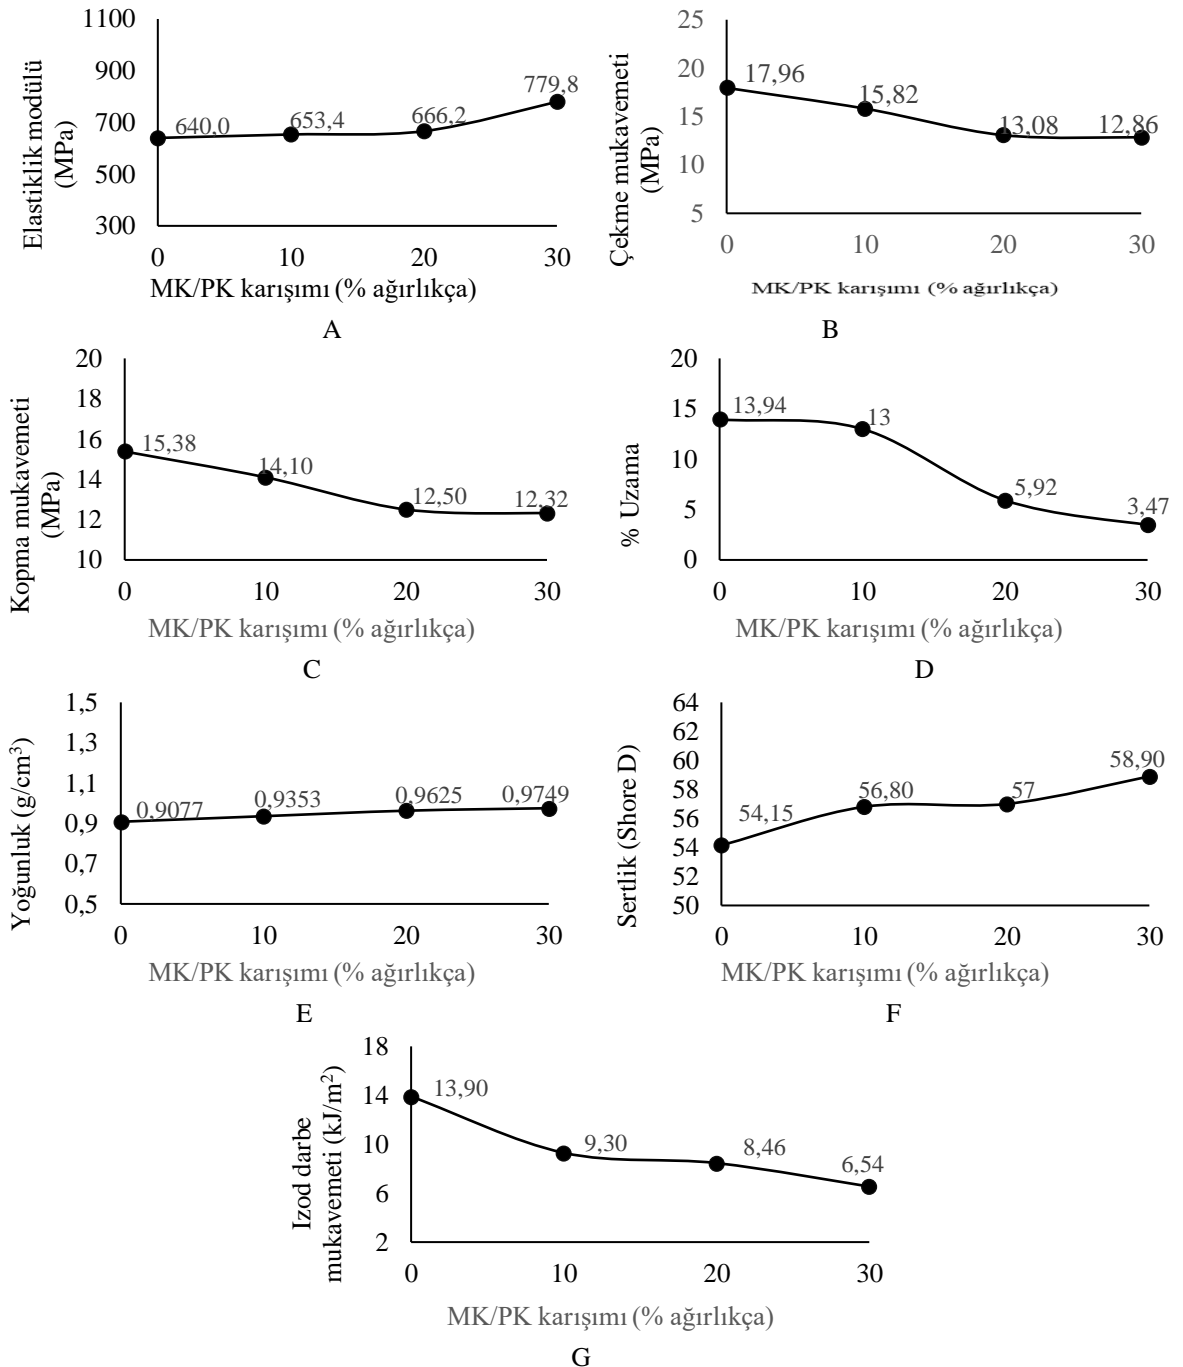 1100
900
700
500
300
Elastiklik modülü
(MPa)
640,0
653,4
666,2
779,8
0 10 20 30
MK/PK karışımı (% ağırlıkça)
A
25
20
15
10
5
Çekme mukavemeti
(MPa)
17,96
15,82
13,08
12,86
0 10 20 30
MK/PK karışımı (% ağırlıkça)
B
20
18
16
14
12
10
Kopma mukavemeti
(MPa)
15,38
14,10
12,50
12,32
0 10 20 30
MK/PK karışımı (% ağırlıkça)
C
20
15
10
5
0
% Uzama
13,94
13
5,92
3,47
0 10 20 30
MK/PK karışımı (% ağırlıkça)
D
1,5
1,3
1,1
0,9
0,7
0,5
Yoğunluk (g/cm³)
0,9077
0,9353
0,9625
0,9749
0 10 20 30
MK/PK karışımı (% ağırlıkça)
E
64
62
60
58
56
54
52
50
Sertlik (Shore D)
54,15
56,80
57
58,90
0 10 20 30
MK/PK karışımı (% ağırlıkça)
F
18
14
10
6
2
Izod darbe
mukavemeti (kJ/m²)
13,90
9,30
8,46
6,54
0 10 20 30
MK/PK karışımı (% ağırlıkça)
G